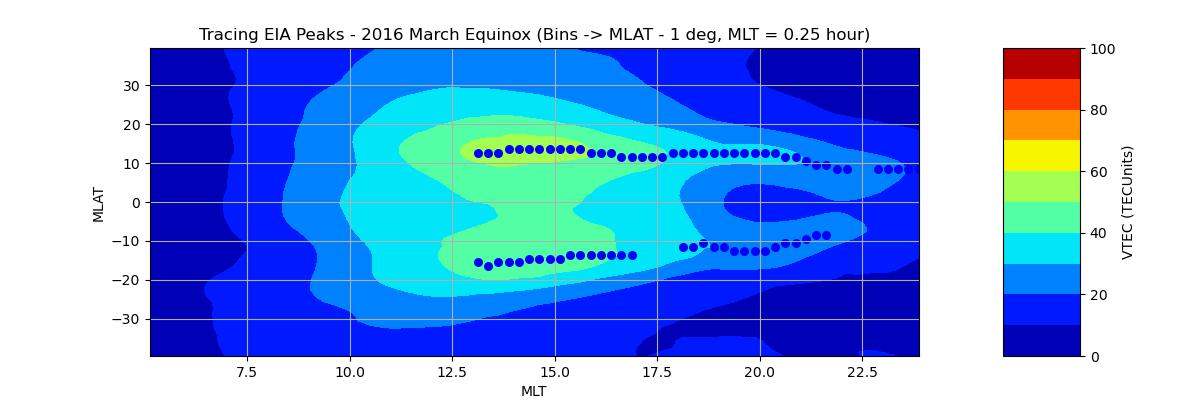 Tracing EIA Peaks - 2016 March Equinox (Bins -> MLAT - 1 deg, MLT = 0.25 hour)
MLAT
30
20
10
0
−10
−20
−30
7.5 10.0 12.5 15.0 17.5 20.0 22.5
MLT
100
80
60
40
20
0
VTEC (TECUnits)